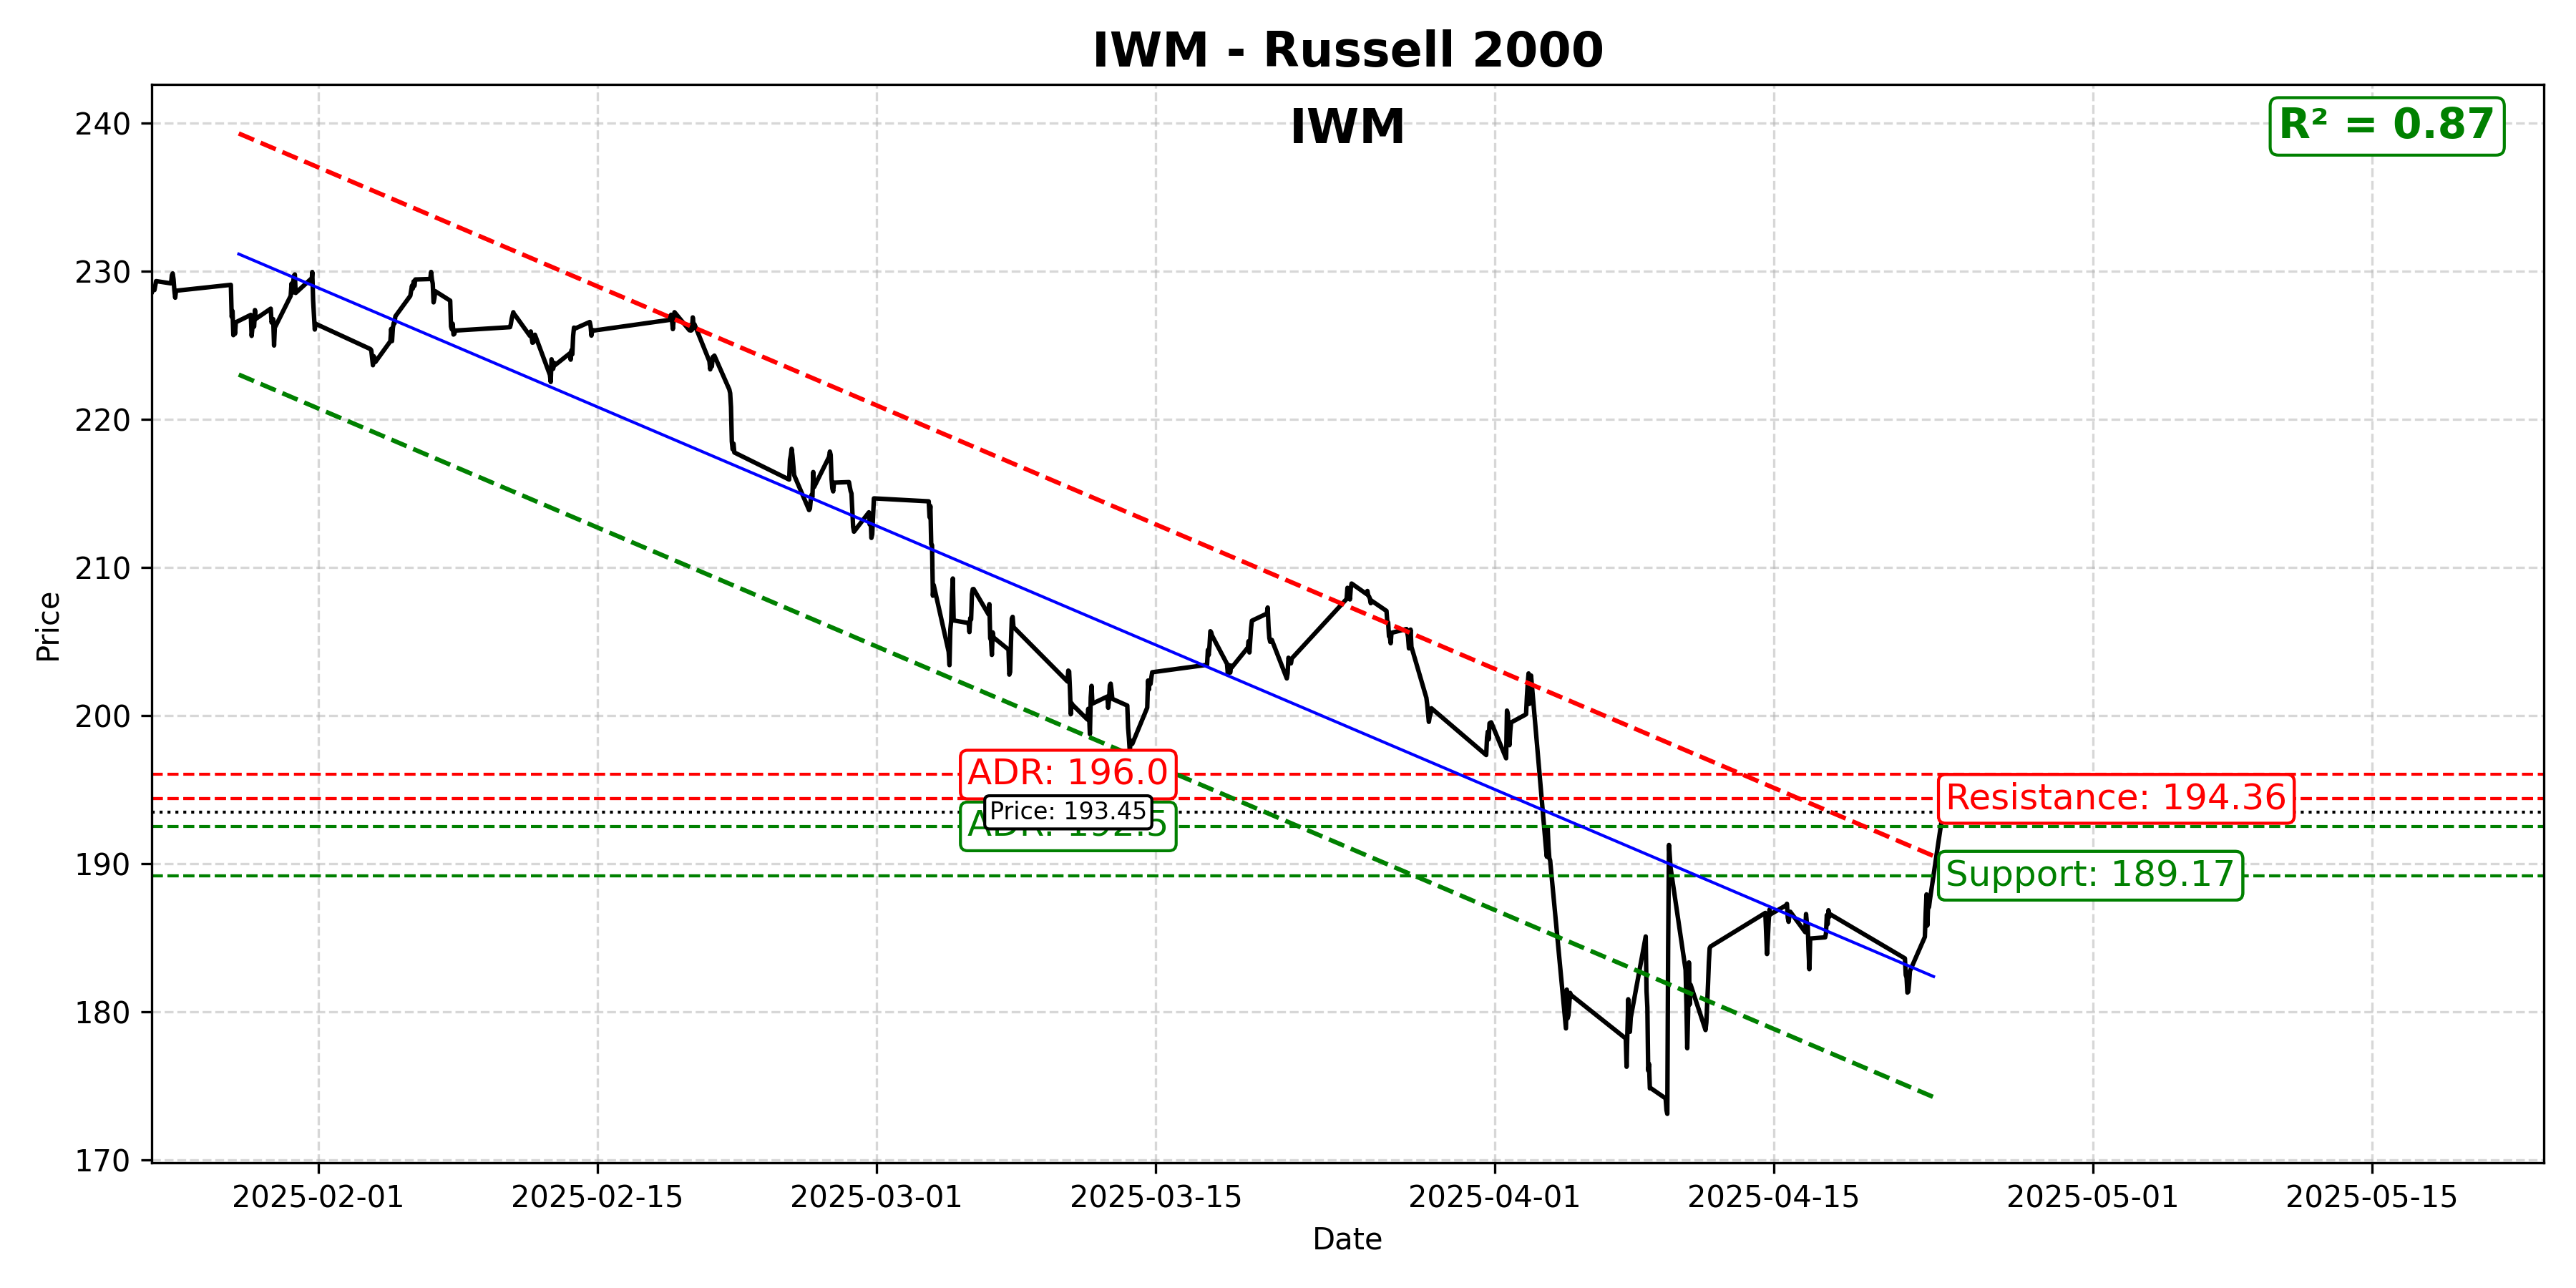 IWM - Russell 2000
IWM
R² = 0.87
240
230
220
210
200
190
180
170
Price
ADR: 196.0
Price: 193.45
Resistance: 194.36
Support: 189.17
2025-02-01
2025-02-15
2025-03-01
2025-03-15
2025-04-01
2025-04-15
2025-05-01
2025-05-15
Date